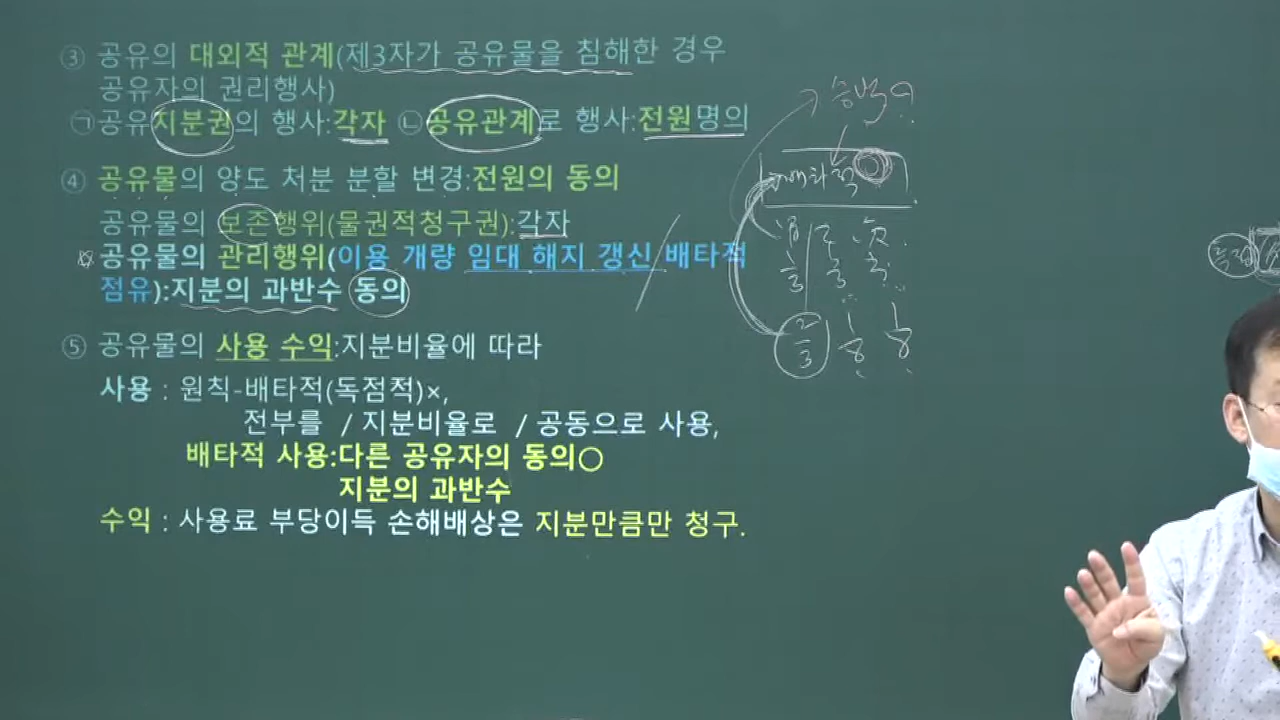 ③ 공유의 대외적 관계(제3자가 공유물을 침해한 경우
공유자의 권리행사)
㉠공유지분권의 행사:각자 ㉡공유관계로 행사:전원명의
④ 공유물의 양도 처분 분할 변경:전원의 동의
공유물의 보존행위(물권적청구권):각자
☆공유물의 관리행위(이용 개량 임대 해지 갱신 배타적
점유):지분의 과반수 동의
⑤ 공유물의 사용 수익:지분비율에 따라
사용 : 원칙-배타적(독점적)×,
전부를 / 지분비율로 / 공동으로 사용,
배타적 사용:다른 공유자의 동의○
지분의 과반수
수익 : 사용료 부당이득 손해배상은 지분만큼만 청구.
배타적
2/3